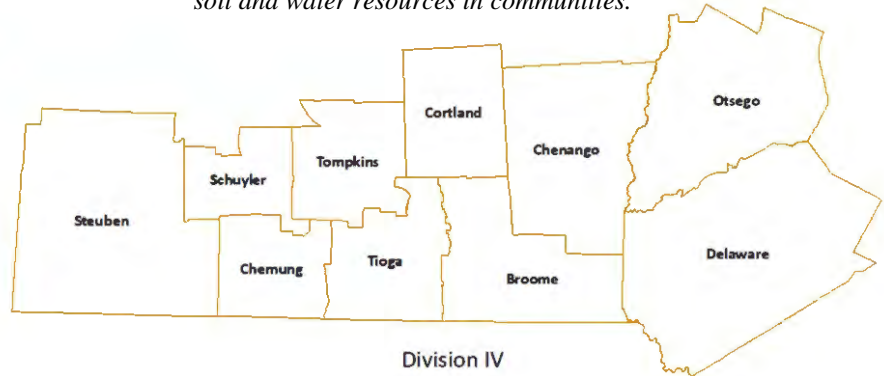 soil and water resources in communities.
Otsego
Cortland
Chenango
Tompkins
Schuyler
Steuben
Delaware
Tioga
Chemung
Broome
Division IV